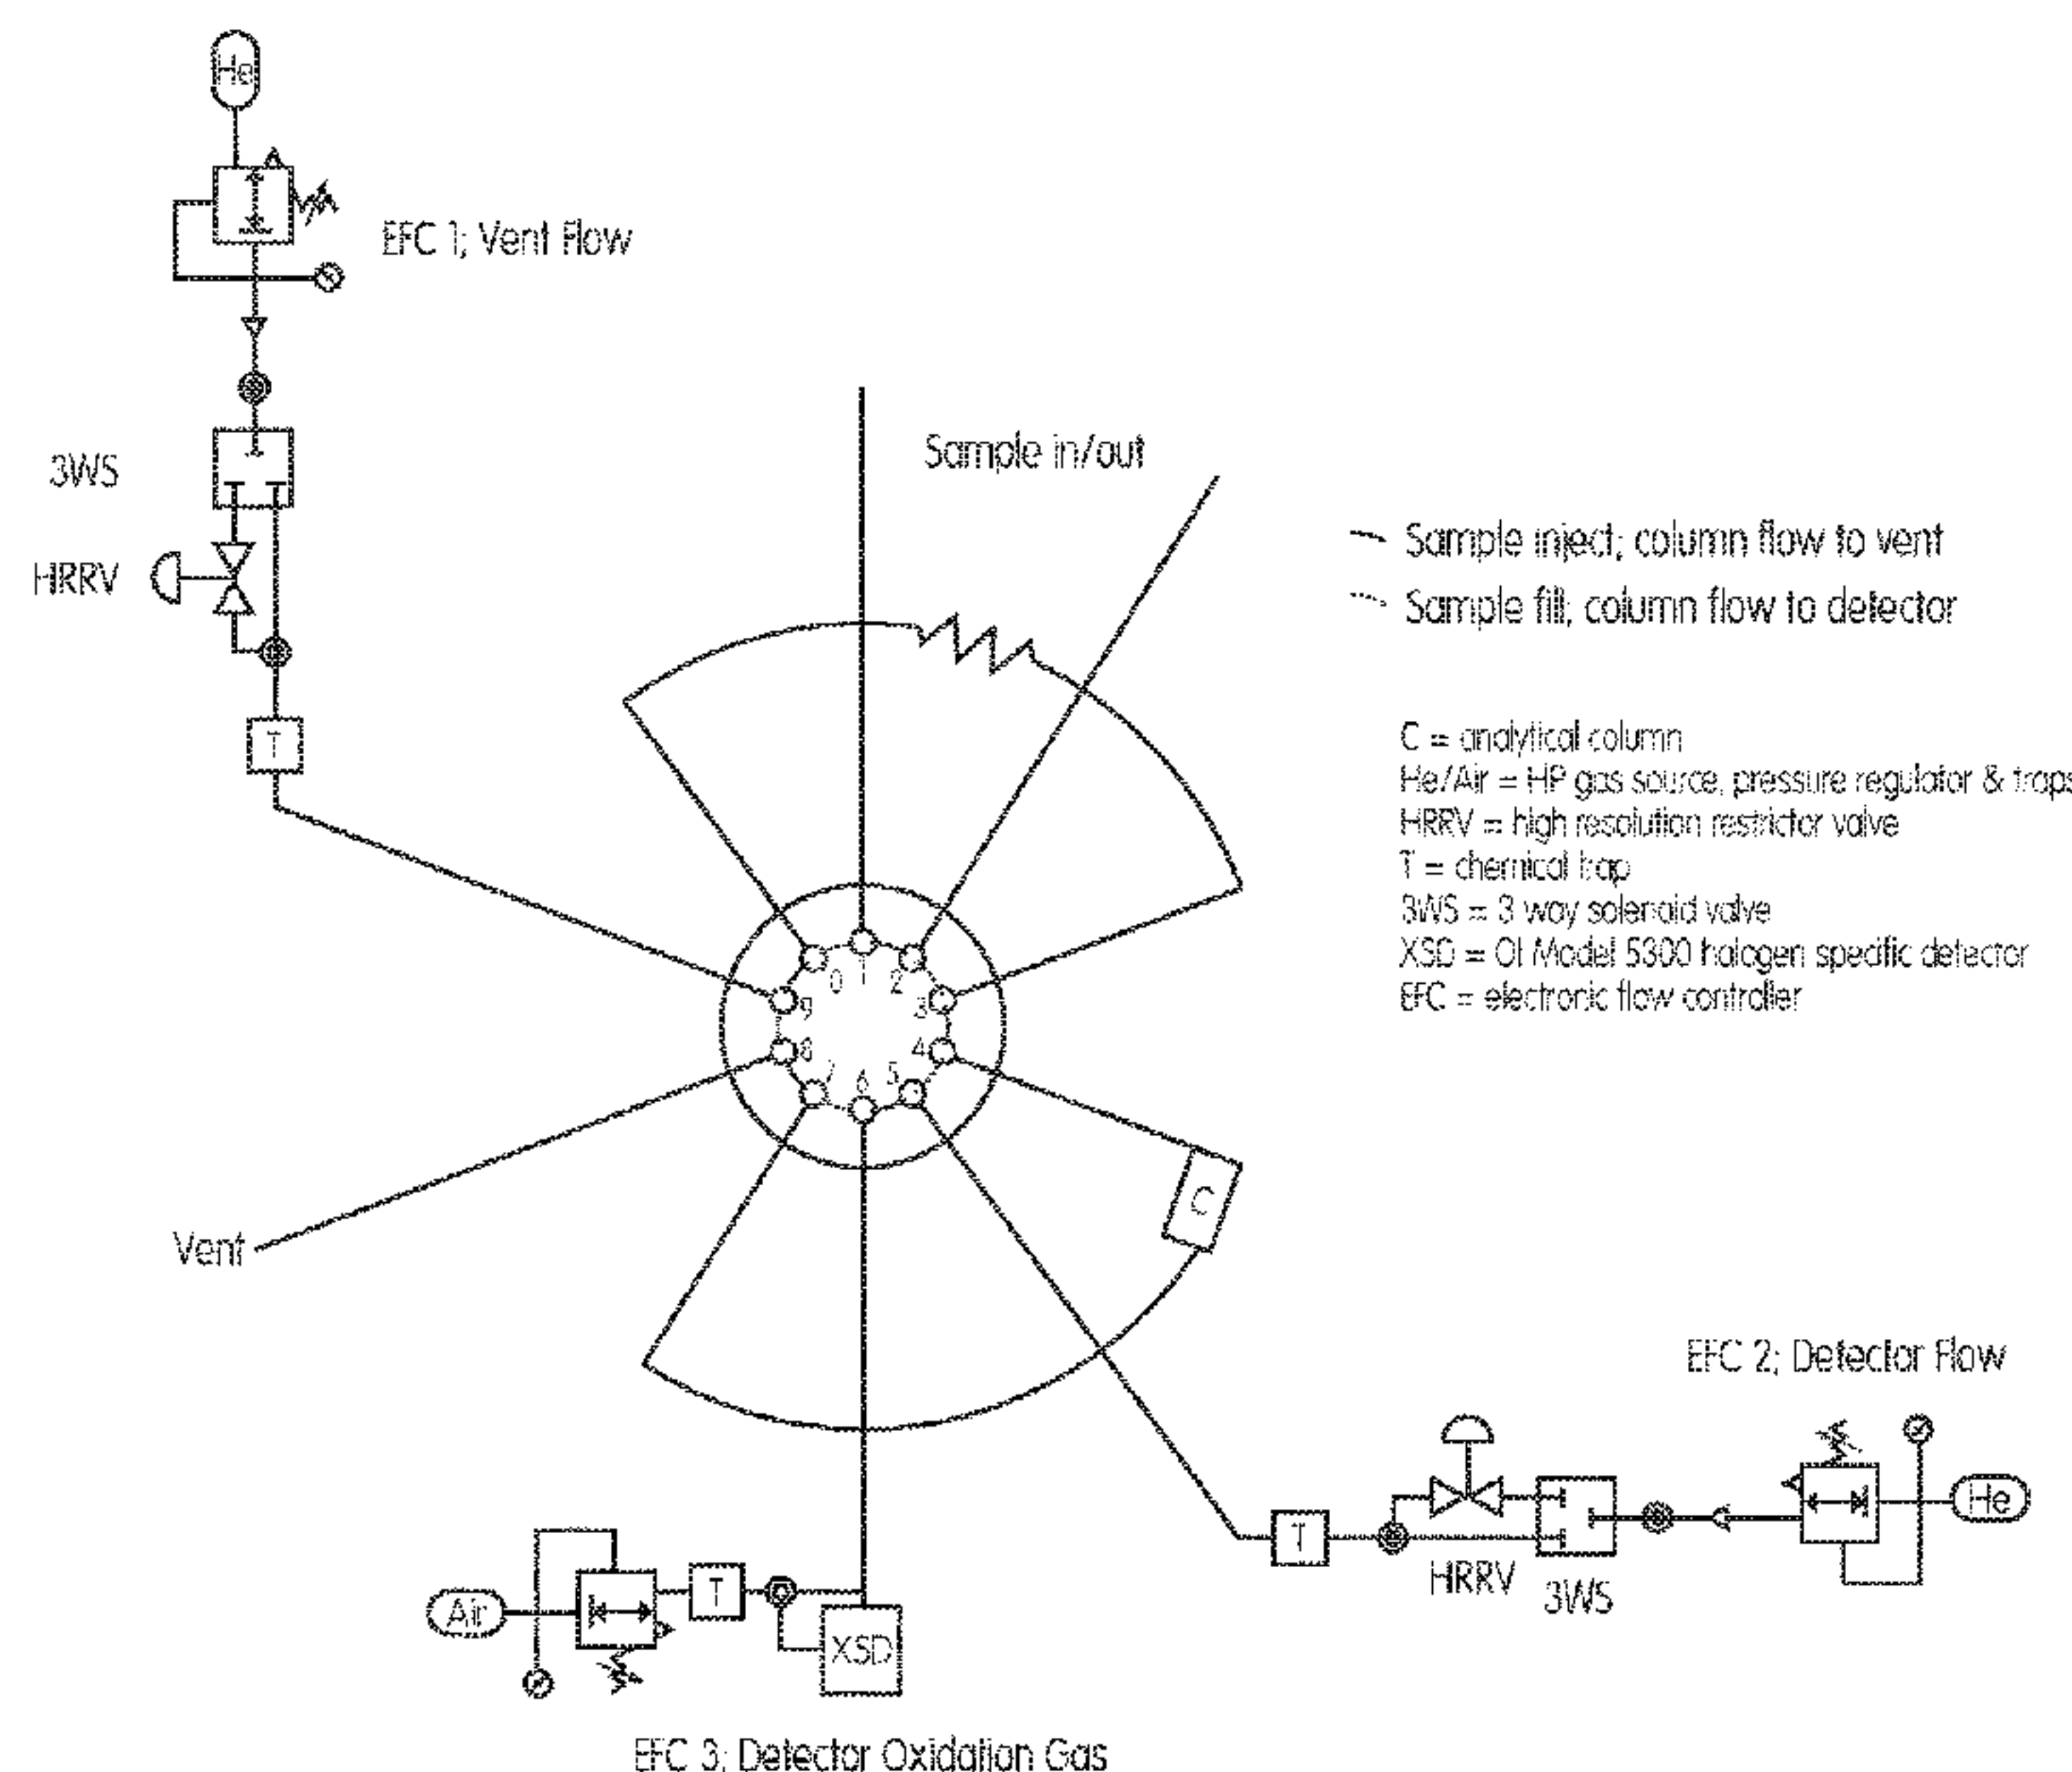 He
EFC 1; Vent Flow
3WS
HRRV
T
Sample in/out
Sample inject; column flow to vent
Sample fill; column flow to detector
C = analytical column
He/Air = HP gas source, pressure regulator & traps
HRRV = high resolution restrictor valve
T = chemical trap
3WS = 3 way solenoid valve
XSD = OI Model 5300 halogen specific detector
EFC = electronic flow controller
0 1 2
9 3
8 4
7 6 5
C
Vent
EFC 2; Detector Flow
He
T
HRRV
3WS
Air
T
XSD
EFC 3; Detector Oxidation Gas